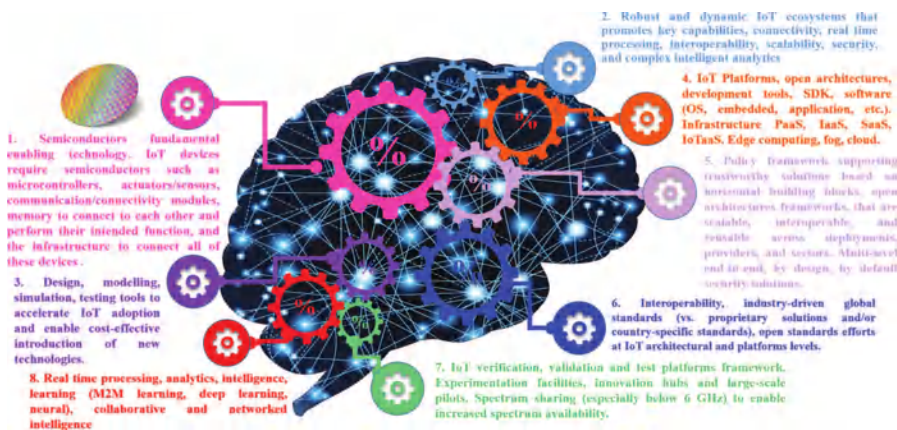 2. Robust and dynamic IoT ecosystems that
promotes key capabilities, connectivity, real time
processing, interoperability, scalability, security,
and complex intelligent analytics
4. IoT Platforms, open architectures,
development tools, SDK, software
(OS, embedded, application, etc.).
Infrastructure PaaS, IaaS, SaaS,
IoTaaS. Edge computing, fog, cloud.
1. Semiconductors fundamental
enabling technology. IoT devices
require semiconductors such as
microcontrollers, actuators/sensors,
communication/connectivity modules,
memory to connect to each other and
perform their intended function, and
the infrastructure to connect all of
these devices .
5. Policy framework supporting
trustworthy solutions based on
horizontal building blocks, open
architectures frameworks, that are
scalable, interoperable, and
reusable across deployments,
providers, and sectors. Multi-level
end-to-end, by design, by default
security solutions.
3. Design, modelling,
simulation, testing tools to
accelerate IoT adoption
and enable cost-effective
introduction of new
technologies.
6. Interoperability, industry-driven global
standards (vs. proprietary solutions and/or
country-specific standards), open standards efforts
at IoT architectural and platforms levels.
8. Real time processing, analytics, intelligence,
learning (M2M learning, deep learning,
neural), collaborative and networked
intelligence
7. IoT verification, validation and test platforms framework.
Experimentation facilities, innovation hubs and large-scale
pilots. Spectrum sharing (especially below 6 GHz) to enable
increased spectrum availability.
%
%
%
%
%
%